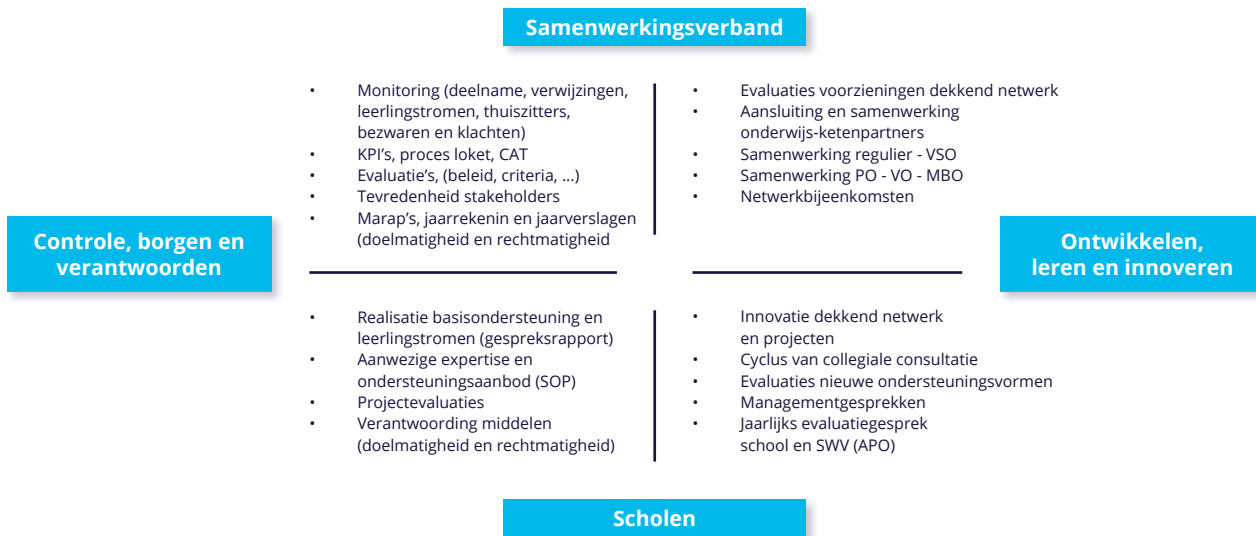 Samenwerkingsverband
• Monitoring (deelname, verwijzingen,
leerlingstromen, thuiszitters,
bezwaren en klachten)
• KPI's, proces loket, CAT
• Evaluatie's, (beleid, criteria, ...)
• Tevredenheid stakeholders
• Marap's, jaarrekenin en jaarverslagen
(doelmatigheid en rechtmatigheid
• Evaluaties voorzieningen dekkend netwerk
• Aansluiting en samenwerking
onderwijs-ketenpartners
• Samenwerking regulier - VSO
• Samenwerking PO - VO - MBO
• Netwerkbijeenkomsten
Controle, borgen en
verantwoorden
Ontwikkelen,
leren en innoveren
• Realisatie basisondersteuning en
leerlingstromen (gespreksrapport)
• Aanwezige expertise en
ondersteuningsaanbod (SOP)
• Projectevaluaties
• Verantwoording middelen
(doelmatigheid en rechtmatigheid)
• Innovatie dekkend netwerk
en projecten
• Cyclus van collegiale consultatie
• Evaluaties nieuwe ondersteuningsvormen
• Managementgesprekken
• Jaarlijks evaluatiegesprek
school en SWV (APO)
Scholen